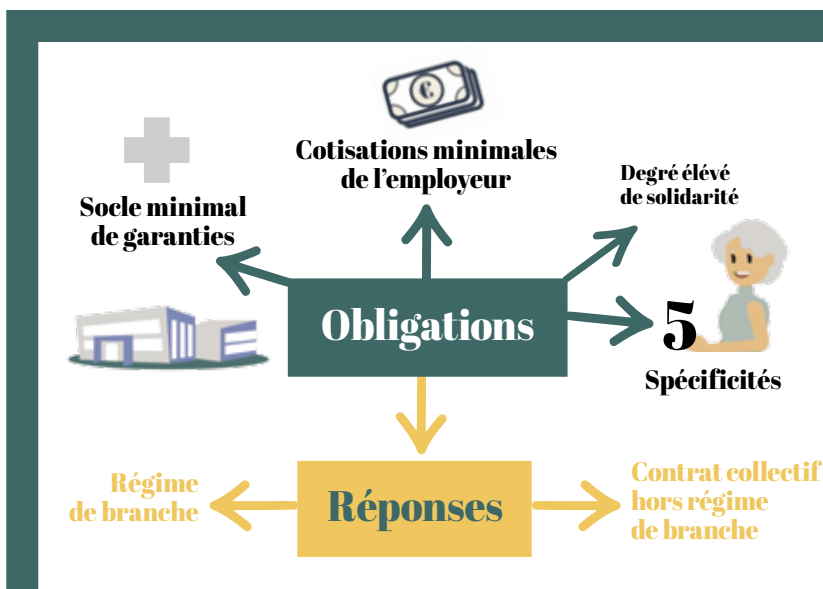 Cotisations minimales
de l’employeur
Socle minimal
de garanties
Degré élévé
de solidarité
Obligations
5
Spécificités
Régime
de branche
Réponses
Contrat collectif
hors régime
de branche